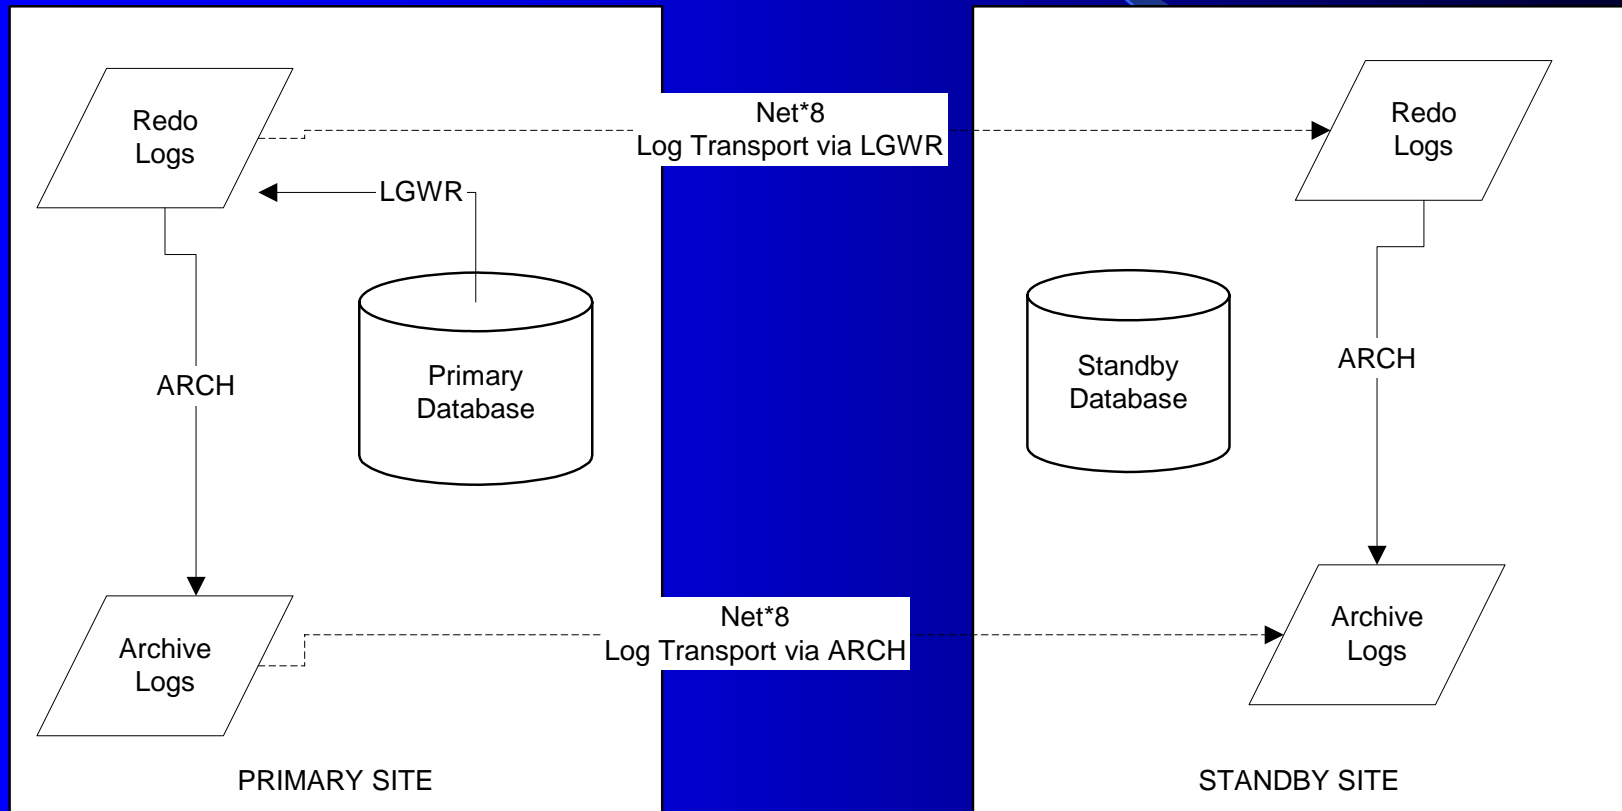 Redo
Logs
Net*8
Log Transport via LGWR
Redo
Logs
LGWR
ARCH
Primary
Database
Standby
Database
ARCH
Archive
Logs
Net*8
Log Transport via ARCH
Archive
Logs
PRIMARY SITE
STANDBY SITE